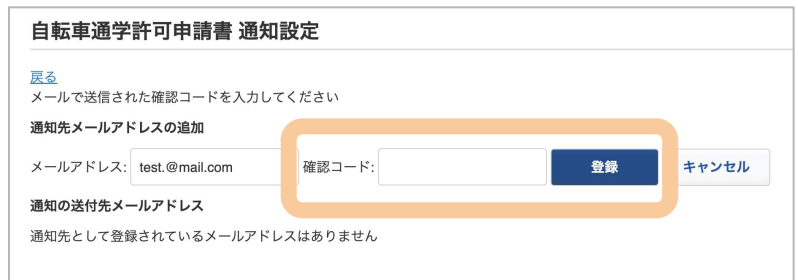 自転車通学許可申請書 通知設定
戻る
メールで送信された確認コードを入力してください
通知先メールアドレスの追加
メールアドレス: test.@mail.com 確認コード: 登録 キャンセル
通知の送付先メールアドレス
通知先として登録されているメールアドレスはありません